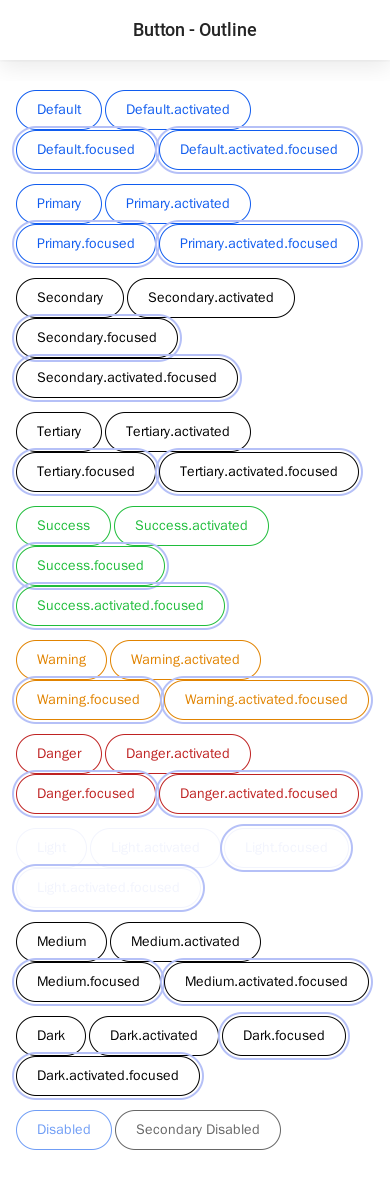 Button - Outline
Default Default.activated
Default.focused Default.activated.focused
Primary Primary.activated
Primary.focused Primary.activated.focused
Secondary Secondary.activated
Secondary.focused
Secondary.activated.focused
Tertiary Tertiary.activated
Tertiary.focused Tertiary.activated.focused
Success Success.activated
Success.focused
Success.activated.focused
Warning Warning.activated
Warning.focused Warning.activated.focused
Danger Danger.activated
Danger.focused Danger.activated.focused
Light Light.activated Light.focused
Light.activated.focused
Medium Medium.activated
Medium.focused Medium.activated.focused
Dark Dark.activated Dark.focused
Dark.activated.focused
Disabled Secondary Disabled